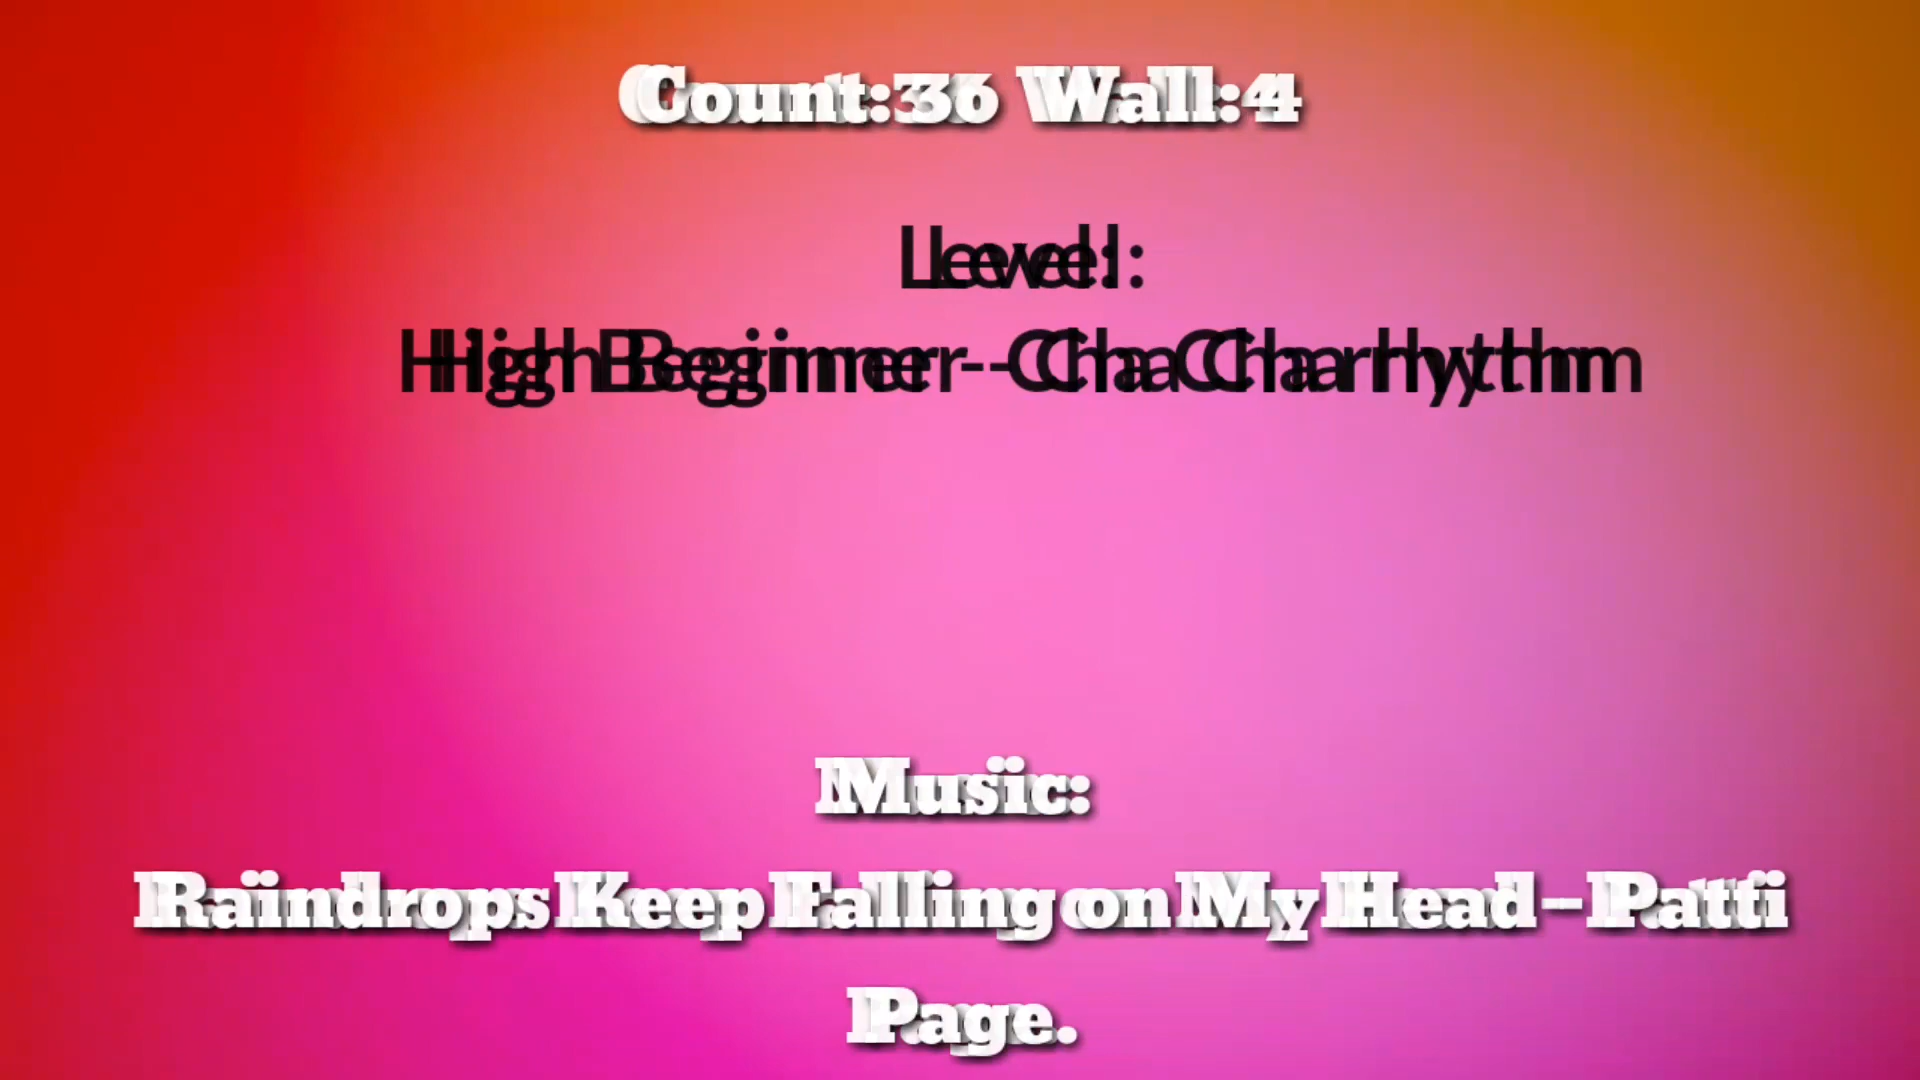 Count:36 Wall:4
Level:
High Beginner - Cha Cha rhythm
Music:
Raindrops Keep Falling on My Head - Patti
Page.